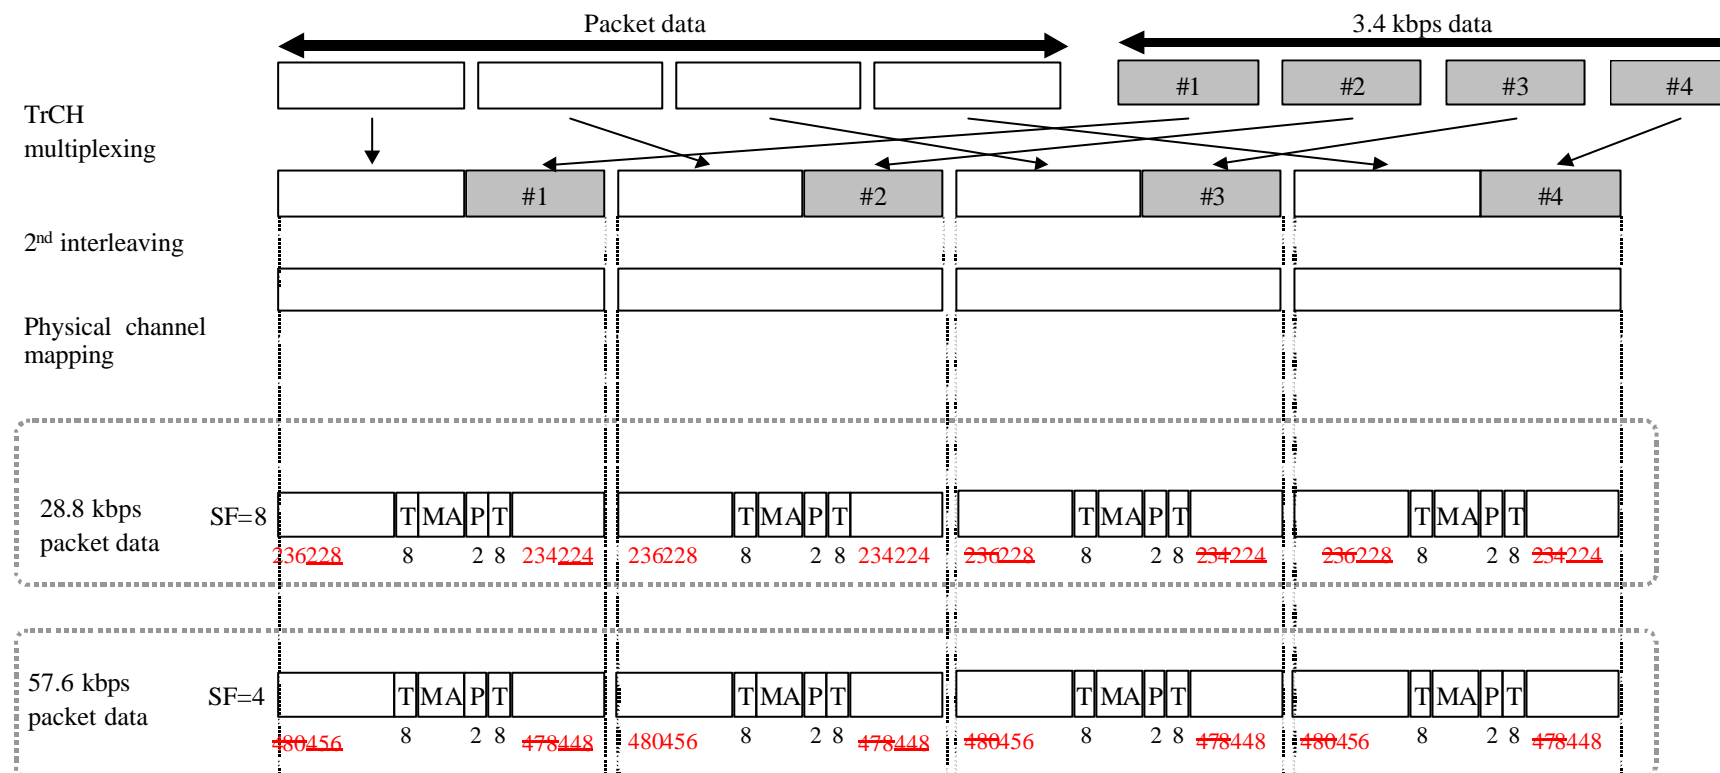 Packet data
3.4 kbps data
#1 #2 #3 #4
TrCH
multiplexing
#1 #2 #3 #4
2nd interleaving
Physical channel
mapping
28.8 kbps
packet data
SF=8
T MA P T T MA P T T MA P T T MA P T
236228 8 2 8 234224 236228 8 2 8 234224 236228 8 2 8 234224 236228 8 2 8 234224
57.6 kbps
packet data
SF=4
T MA P T T MA P T T MA P T T MA P T
480456 8 2 8 478448 480456 8 2 8 478448 480456 8 2 8 478448 480456 8 2 8 478448